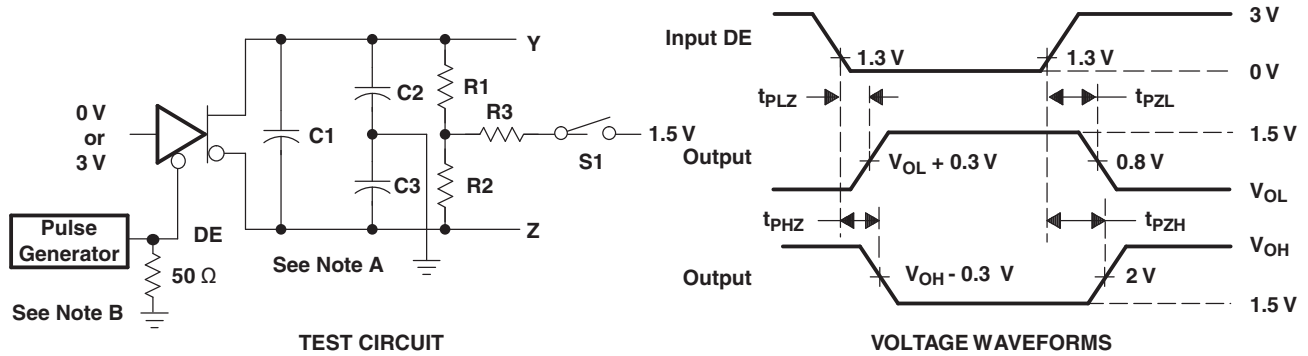 0 V
or
3 V
Pulse
Generator
DE
50 Ω
See Note B
C1
C2
C3
See Note A
R1
R2
R3
Y
Z
S1
1.5 V
TEST CIRCUIT
Input DE
3 V
1.3 V
1.3 V
0 V
tPLZ
tPZL
Output
1.5 V
VOL + 0.3 V
0.8 V
VOL
tPHZ
tPZH
Output
VOH
VOH - 0.3 V
2 V
1.5 V
VOLTAGE WAVEFORMS